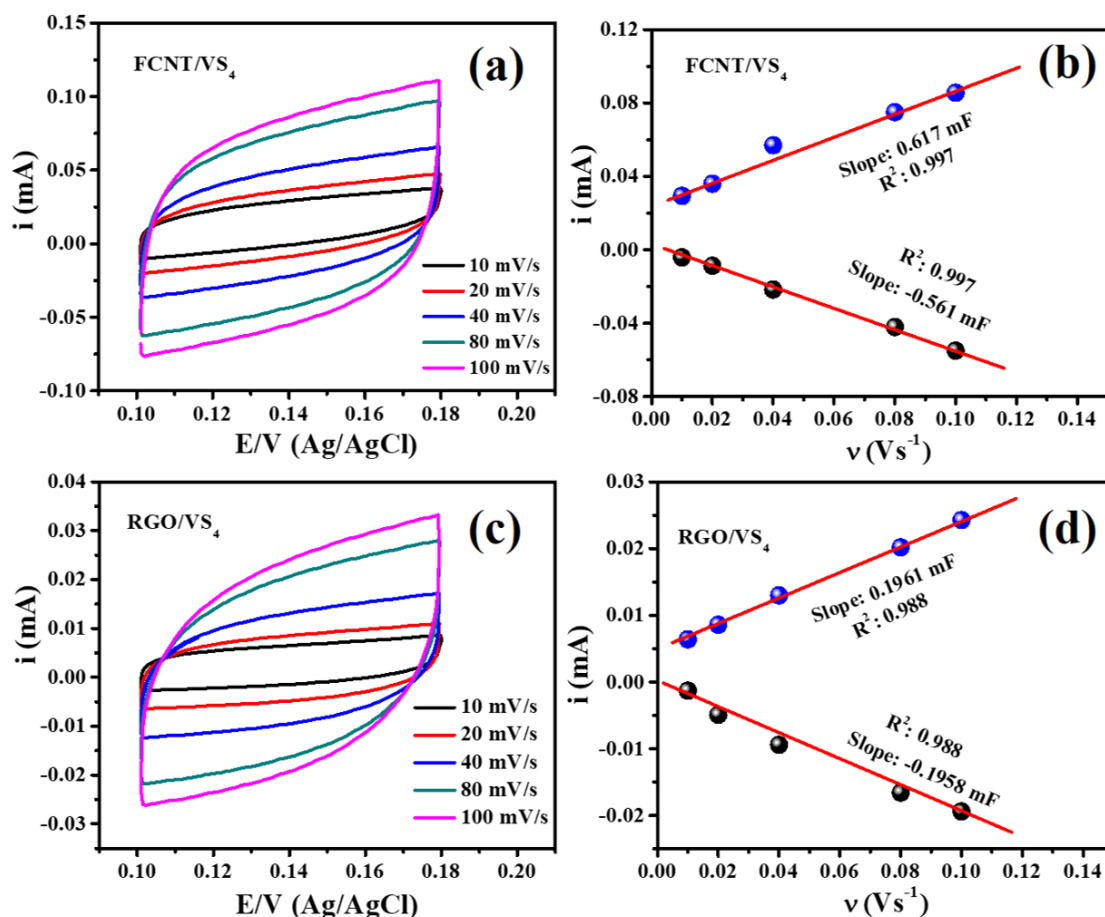 (a)
FCNT/VS4
i (mA)
0.15
0.10
0.05
0.00
-0.05
-0.10
10 mV/s
20 mV/s
40 mV/s
80 mV/s
100 mV/s
0.10 0.12 0.14 0.16 0.18 0.20
E/V (Ag/AgCl)
(b)
FCNT/VS4
i (mA)
0.12
0.08
0.04
0.00
-0.04
-0.08
Slope: 0.617 mF
R²: 0.997
R²: 0.997
Slope: -0.561 mF
0.00 0.02 0.04 0.06 0.08 0.10 0.12 0.14
ν (Vs⁻¹)
(c)
RGO/VS4
i (mA)
0.04
0.03
0.02
0.01
0.00
-0.01
-0.02
-0.03
10 mV/s
20 mV/s
40 mV/s
80 mV/s
100 mV/s
0.10 0.12 0.14 0.16 0.18 0.20
E/V (Ag/AgCl)
(d)
RGO/VS4
i (mA)
0.03
0.02
0.01
0.00
-0.01
-0.02
Slope: 0.1961 mF
R²: 0.988
R²: 0.988
Slope: -0.1958 mF
0.00 0.02 0.04 0.06 0.08 0.10 0.12 0.14
ν (Vs⁻¹)